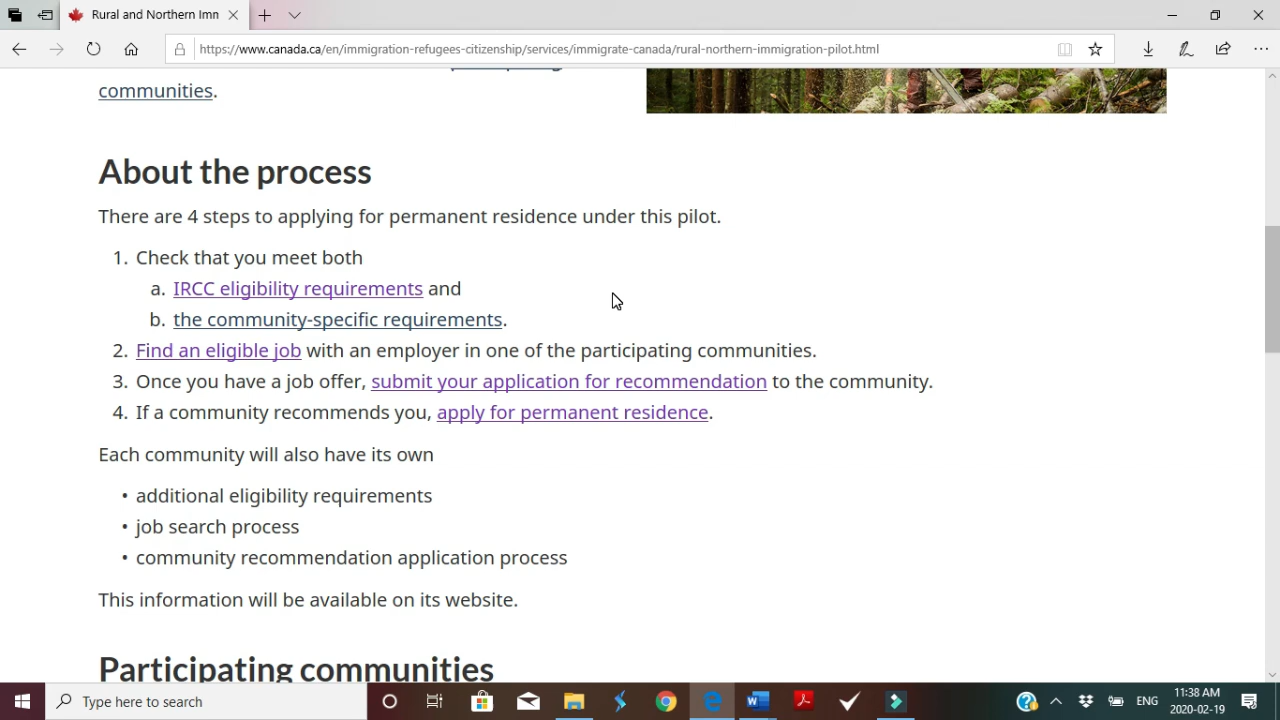 Rural and Northern Imm
https://www.canada.ca/en/immigration-refugees-citizenship/services/immigrate-canada/rural-northern-immigration-pilot.html
communities.
About the process
There are 4 steps to applying for permanent residence under this pilot.
1. Check that you meet both
a. IRCC eligibility requirements and
b. the community-specific requirements.
2. Find an eligible job with an employer in one of the participating communities.
3. Once you have a job offer, submit your application for recommendation to the community.
4. If a community recommends you, apply for permanent residence.
Each community will also have its own
• additional eligibility requirements
• job search process
• community recommendation application process
This information will be available on its website.
Participating communities
Type here to search
ENG
11:38 AM
2020-02-19